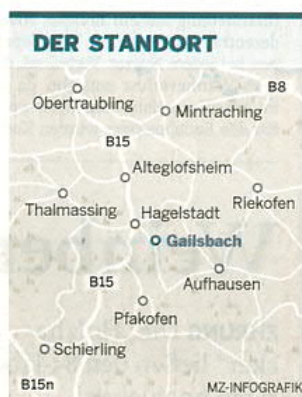 DER STANDORT
B8
Obertraubling
Mintraching
B15
Alteglofsheim
Riekofen
Thalmassing
Hagelstadt
Gailsbach
Aufhausen
B15
Pfakofen
Schierling
B15n
MZ-INFOGRAFIK